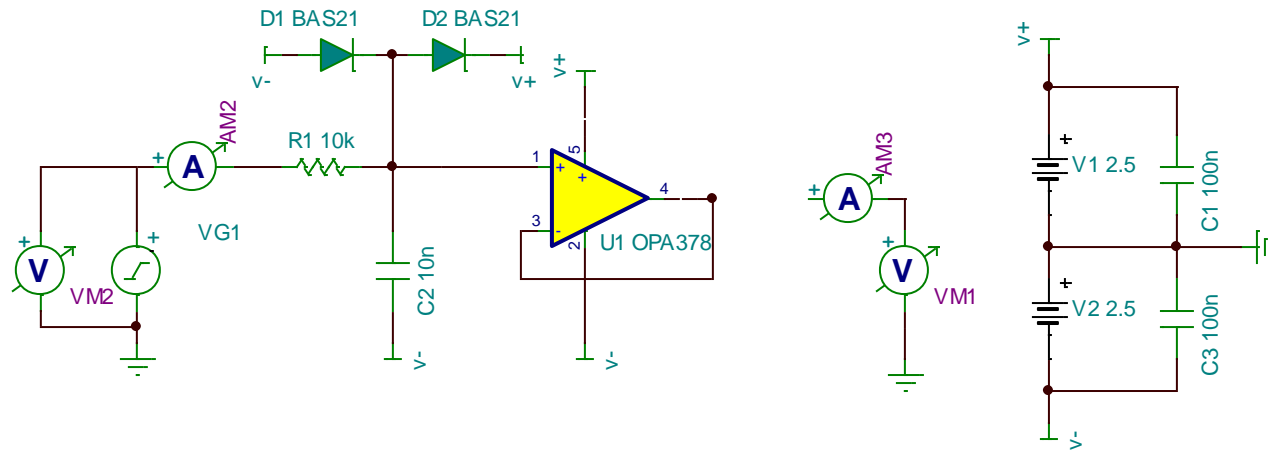 D1 BAS21
D2 BAS21
v-
v+
v+
AM2
+
A
R1 10k
VG1
+
V
VM2
+
C2 10n
v-
1
+
5
+
3
-
2
4
U1 OPA378
v-
+
A
AM3
+
V
VM1
v+
+
V1 2.5
C1 100n
+
V2 2.5
C3 100n
v-